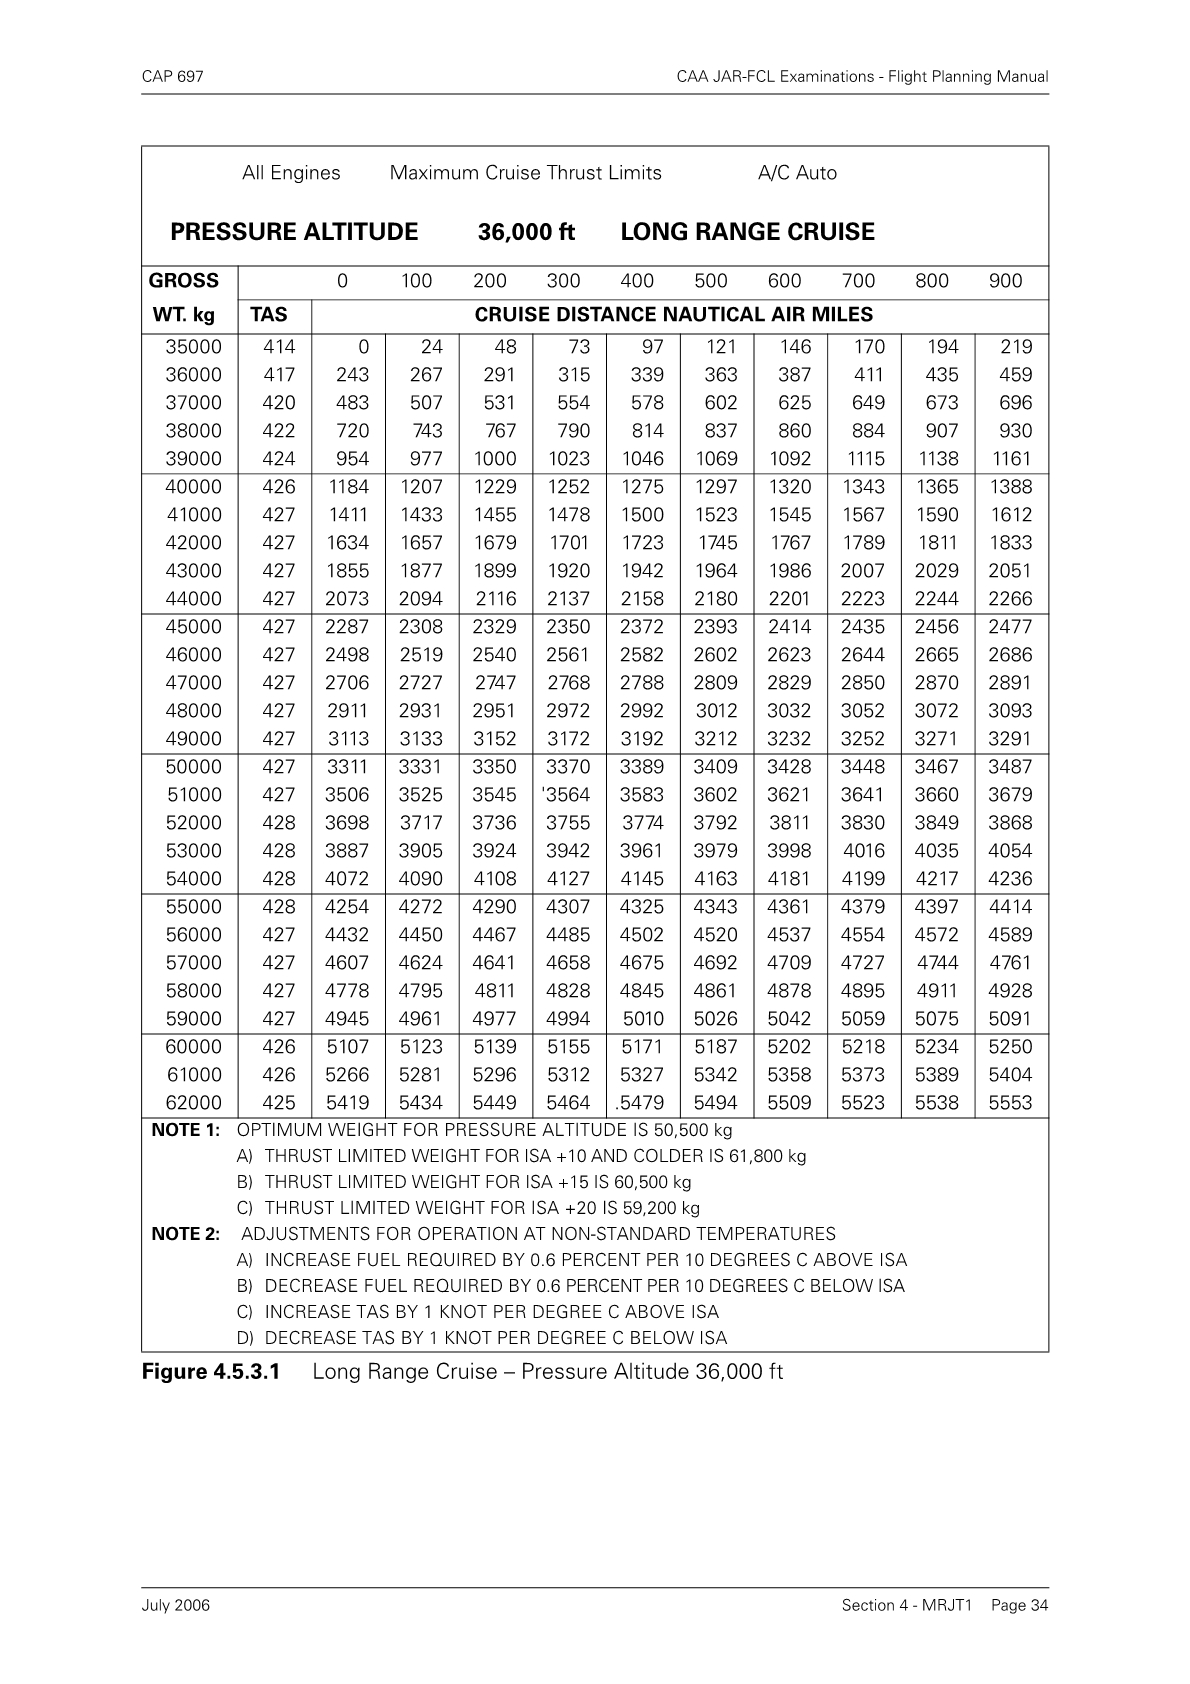 CAP 697 CAA JAR-FCL Examinations - Flight Planning Manual
All Engines Maximum Cruise Thrust Limits A/C Auto
PRESSURE ALTITUDE 36,000 ft LONG RANGE CRUISE
GROSS 0 100 200 300 400 500 600 700 800 900
WT. kg TAS CRUISE DISTANCE NAUTICAL AIR MILES
35000 414 0 24 48 73 97 121 146 170 194 219
36000 417 243 267 291 315 339 363 387 411 435 459
37000 420 483 507 531 554 578 602 625 649 673 696
38000 422 720 743 767 790 814 837 860 884 907 930
39000 424 954 977 1000 1023 1046 1069 1092 1115 1138 1161
40000 426 1184 1207 1229 1252 1275 1297 1320 1343 1365 1388
41000 427 1411 1433 1455 1478 1500 1523 1545 1567 1590 1612
42000 427 1634 1657 1679 1701 1723 1745 1767 1789 1811 1833
43000 427 1855 1877 1899 1920 1942 1964 1986 2007 2029 2051
44000 427 2073 2094 2116 2137 2158 2180 2201 2223 2244 2266
45000 427 2287 2308 2329 2350 2372 2393 2414 2435 2456 2477
46000 427 2498 2519 2540 2561 2582 2602 2623 2644 2665 2686
47000 427 2706 2727 2747 2768 2788 2809 2829 2850 2870 2891
48000 427 2911 2931 2951 2972 2992 3012 3032 3052 3072 3093
49000 427 3113 3133 3152 3172 3192 3212 3232 3252 3271 3291
50000 427 3311 3331 3350 3370 3389 3409 3428 3448 3467 3487
51000 427 3506 3525 3545 '3564 3583 3602 3621 3641 3660 3679
52000 428 3698 3717 3736 3755 3774 3792 3811 3830 3849 3868
53000 428 3887 3905 3924 3942 3961 3979 3998 4016 4035 4054
54000 428 4072 4090 4108 4127 4145 4163 4181 4199 4217 4236
55000 428 4254 4272 4290 4307 4325 4343 4361 4379 4397 4414
56000 427 4432 4450 4467 4485 4502 4520 4537 4554 4572 4589
57000 427 4607 4624 4641 4658 4675 4692 4709 4727 4744 4761
58000 427 4778 4795 4811 4828 4845 4861 4878 4895 4911 4928
59000 427 4945 4961 4977 4994 5010 5026 5042 5059 5075 5091
60000 426 5107 5123 5139 5155 5171 5187 5202 5218 5234 5250
61000 426 5266 5281 5296 5312 5327 5342 5358 5373 5389 5404
62000 425 5419 5434 5449 5464 .5479 5494 5509 5523 5538 5553
NOTE 1: OPTIMUM WEIGHT FOR PRESSURE ALTITUDE IS 50,500 kg
A) THRUST LIMITED WEIGHT FOR ISA +10 AND COLDER IS 61,800 kg
B) THRUST LIMITED WEIGHT FOR ISA +15 IS 60,500 kg
C) THRUST LIMITED WEIGHT FOR ISA +20 IS 59,200 kg
NOTE 2: ADJUSTMENTS FOR OPERATION AT NON-STANDARD TEMPERATURES
A) INCREASE FUEL REQUIRED BY 0.6 PERCENT PER 10 DEGREES C ABOVE ISA
B) DECREASE FUEL REQUIRED BY 0.6 PERCENT PER 10 DEGREES C BELOW ISA
C) INCREASE TAS BY 1 KNOT PER DEGREE C ABOVE ISA
D) DECREASE TAS BY 1 KNOT PER DEGREE C BELOW ISA
Figure 4.5.3.1 Long Range Cruise – Pressure Altitude 36,000 ft
July 2006 Section 4 - MRJT1 Page 34